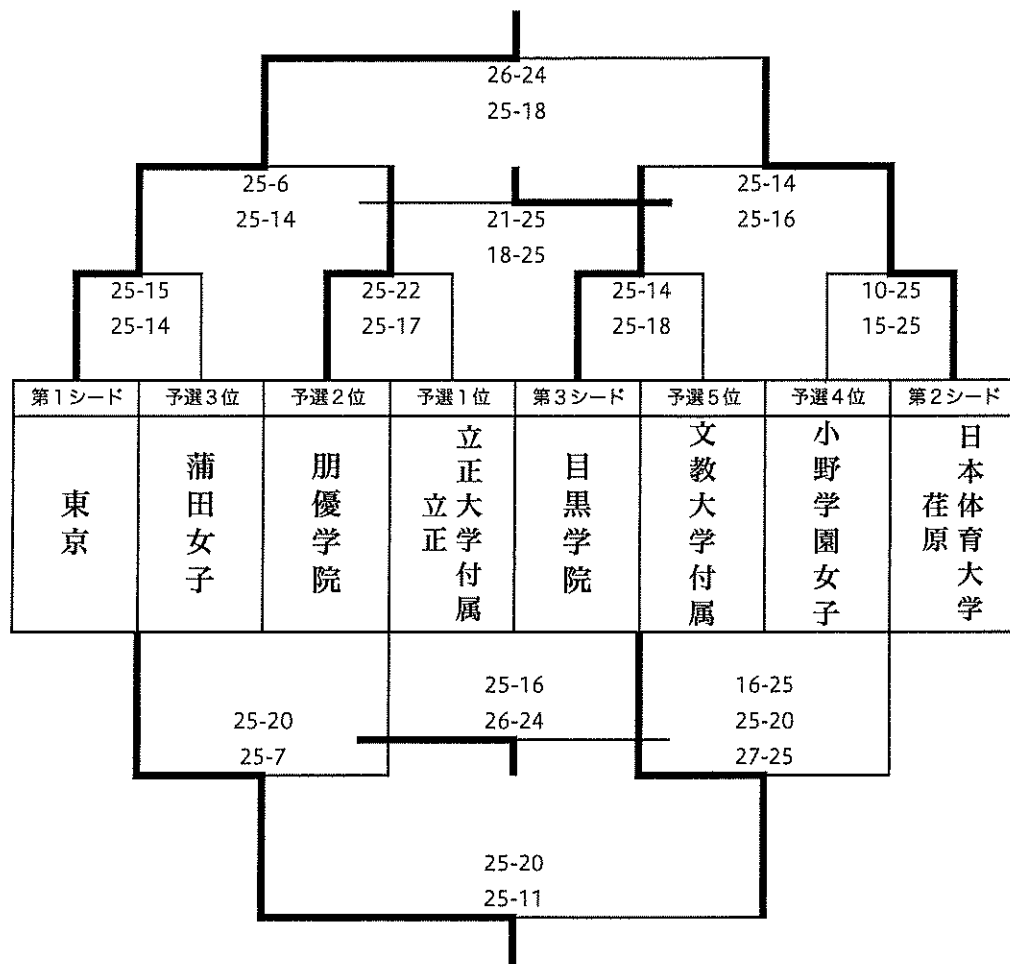 26-24
25-18
25-6
25-14
21-25
18-25
25-14
25-16
25-15
25-14
25-22
25-17
25-14
25-18
10-25
15-25
第1シード
予選3位
予選2位
予選1位
第3シード
予選5位
予選4位
第2シード
東京
蒲田女子
朋優学院
立正大学付属
立正
目黒学院
文教大学付属
小野学園女子
日本体育大学
荏原
25-20
25-7
25-16
26-24
16-25
25-20
27-25
25-20
25-11